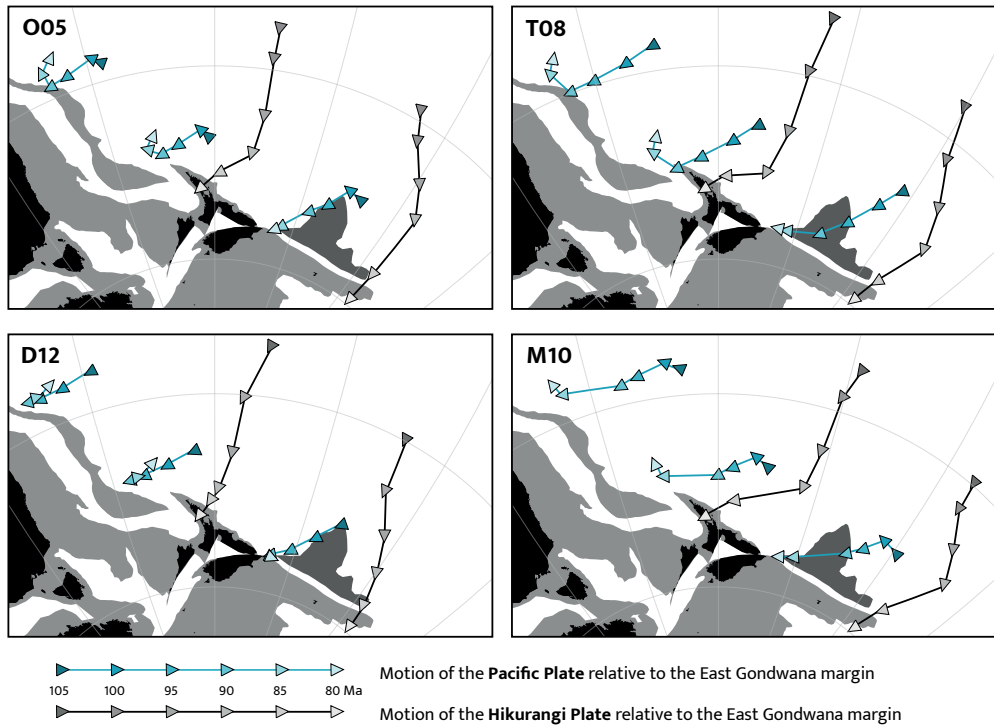 O05
T08
D12
M10
Motion of the Pacific Plate relative to the East Gondwana margin
105 100 95 90 85 80 Ma
Motion of the Hikurangi Plate relative to the East Gondwana margin